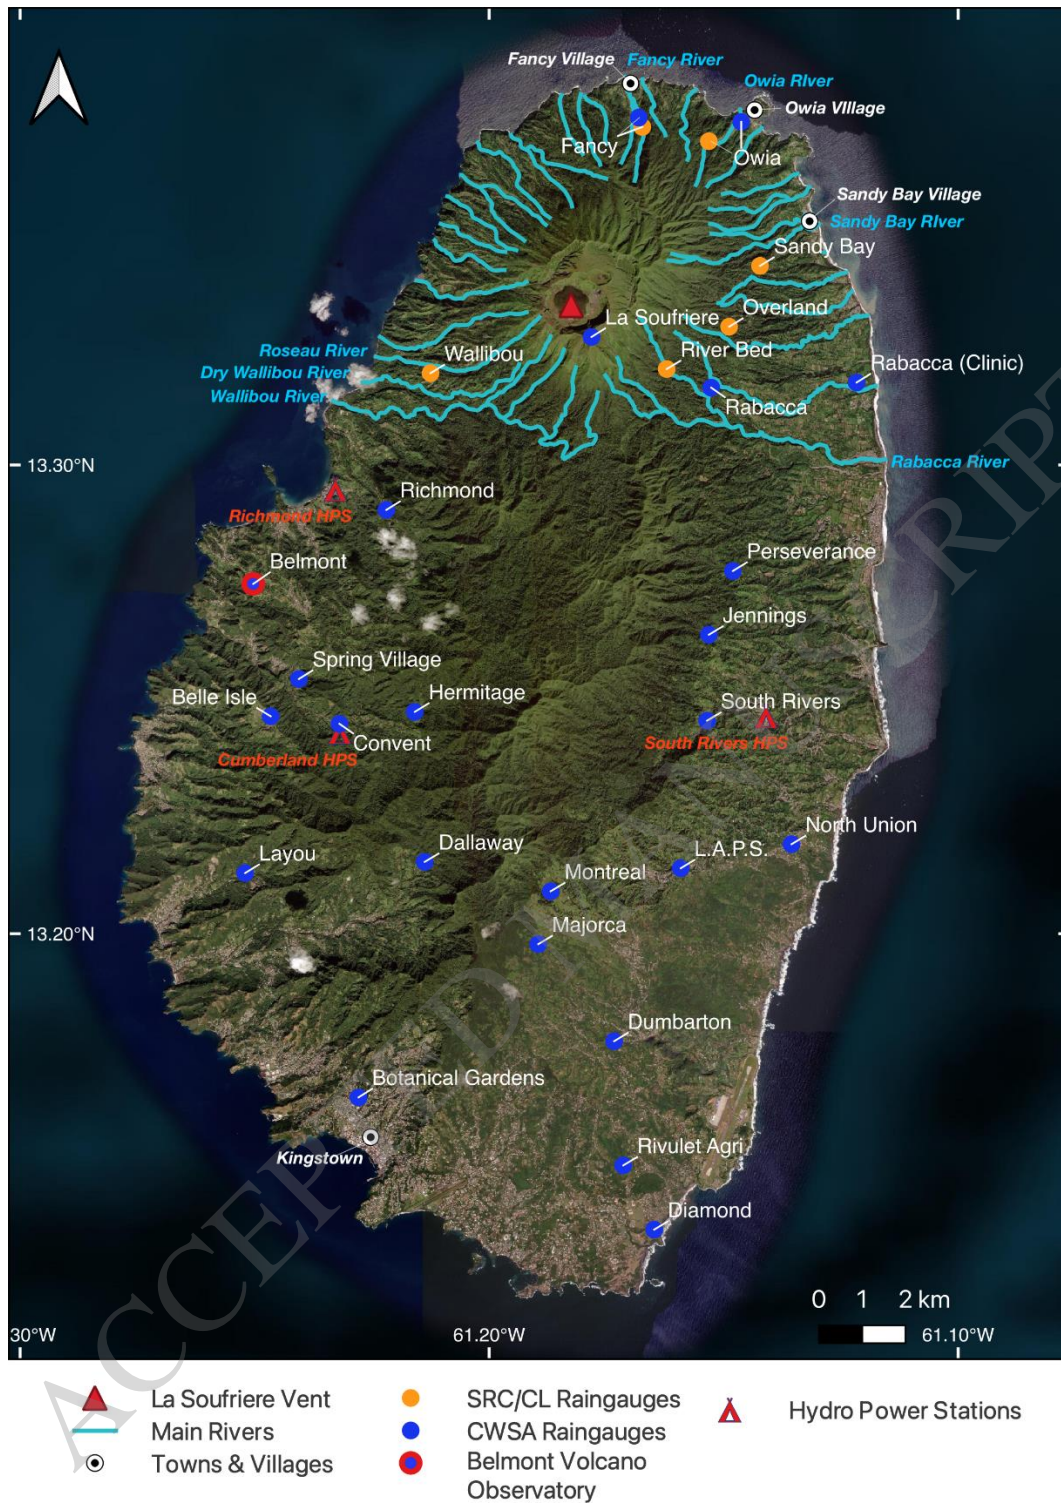 Fancy Village
Fancy River
Owia RIver
Owia VIllage
Fancy
Owia
Sandy Bay Village
Sandy Bay RIver
Sandy Bay
La Soufriere
Overland
Roseau River
Wallibou
River Bed
Dry Wallibou River
Rabacca (Clinic)
Wallibou River
Rabacca
13.30°N
Rabacca River
Richmond
Richmond HPS
Belmont
Perseverance
Jennings
Spring Village
Belle Isle
Hermitage
South Rivers
Convent
South Rivers HPS
Cumberland HPS
North Union
Layou
Dallaway
L.A.P.S.
Montreal
Majorca
13.20°N
Dumbarton
Botanical Gardens
Kingstown
Rivulet Agri
Diamond
0 1 2 km
30°W
61.20°W
61.10°W
La Soufriere Vent
SRC/CL Raingauges
Hydro Power Stations
Main Rivers
CWSA Raingauges
Towns & Villages
Belmont Volcano
Observatory
ACCEPTED MANUSCRIPT